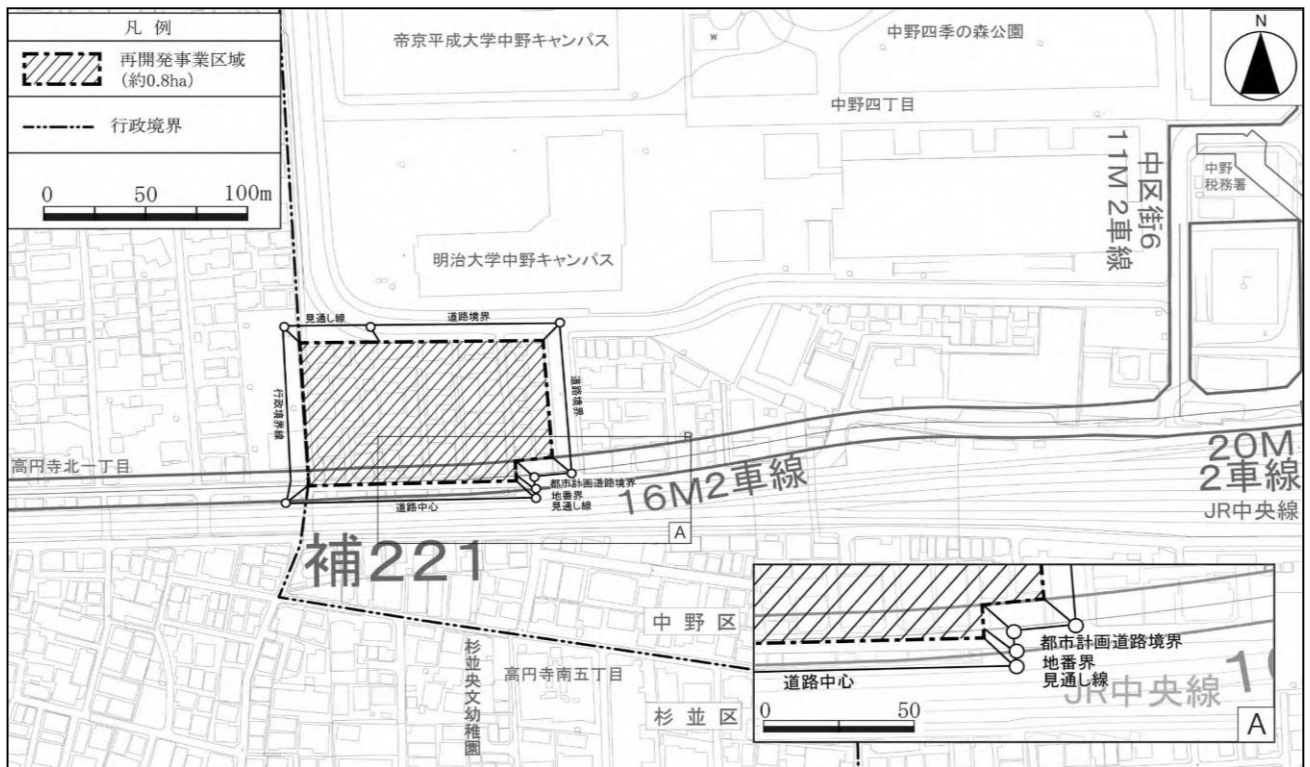 凡 例
再開発事業区域
(約0.8ha)
行政境界
0 50 100m
N
帝京平成大学中野キャンパス
W
中野四季の森公園
中野四丁目
中区街6
11M 2車線
中野
税務署
明治大学中野キャンパス
見通し線
道路境界
行政境界線
道路境界
高円寺北一丁目
都市計画道路境界
地番界
見通し線
道路中心
16M2車線
20M
2車線
JR中央線
A
補221
中野区
高円寺南五丁目
杉並区
杉並央文幼稚園
都市計画道路境界
地番界
見通し線
道路中心
JR中央線
0 50
A